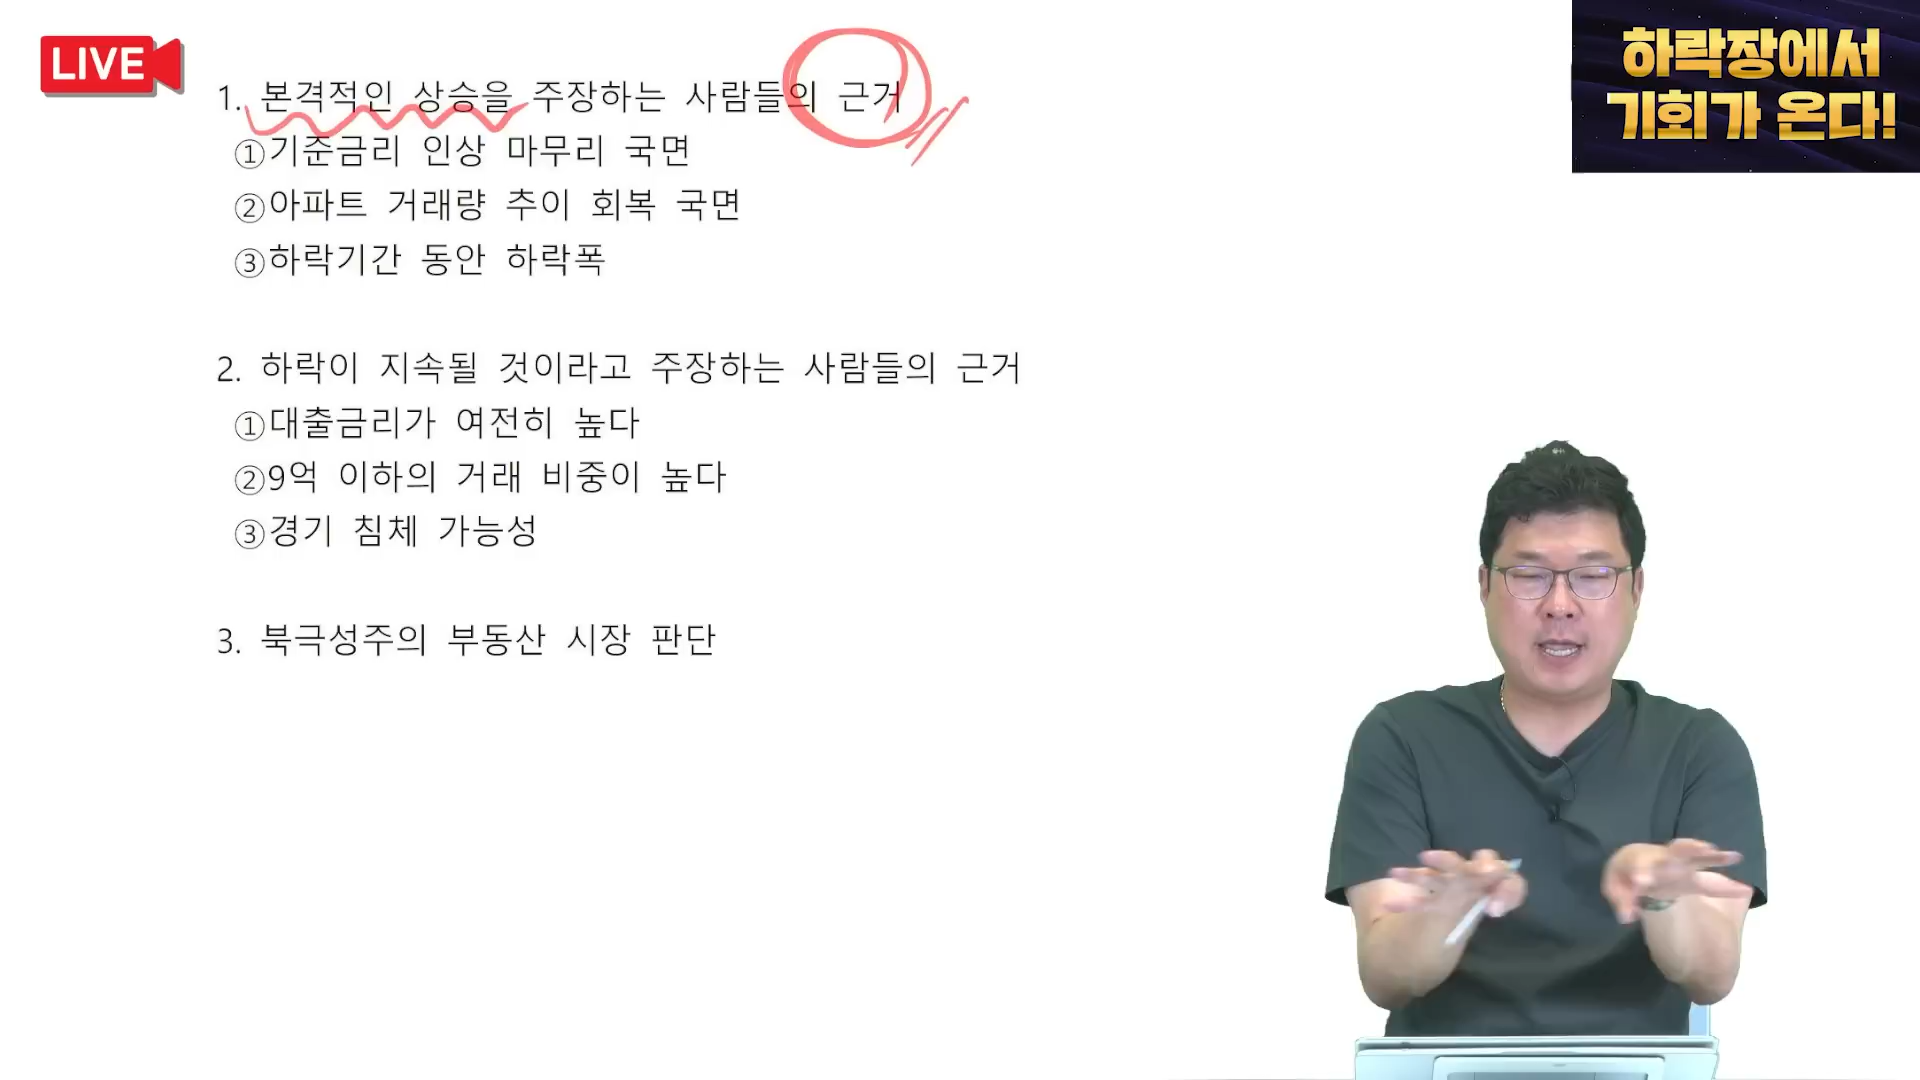 LIVE
하락장에서
기회가 온다!
1. 본격적인 상승을 주장하는 사람들의 근거
①기준금리 인상 마무리 국면
②아파트 거래량 추이 회복 국면
③하락기간 동안 하락폭
2. 하락이 지속될 것이라고 주장하는 사람들의 근거
①대출금리가 여전히 높다
②9억 이하의 거래 비중이 높다
③경기 침체 가능성
3. 북극성주의 부동산 시장 판단